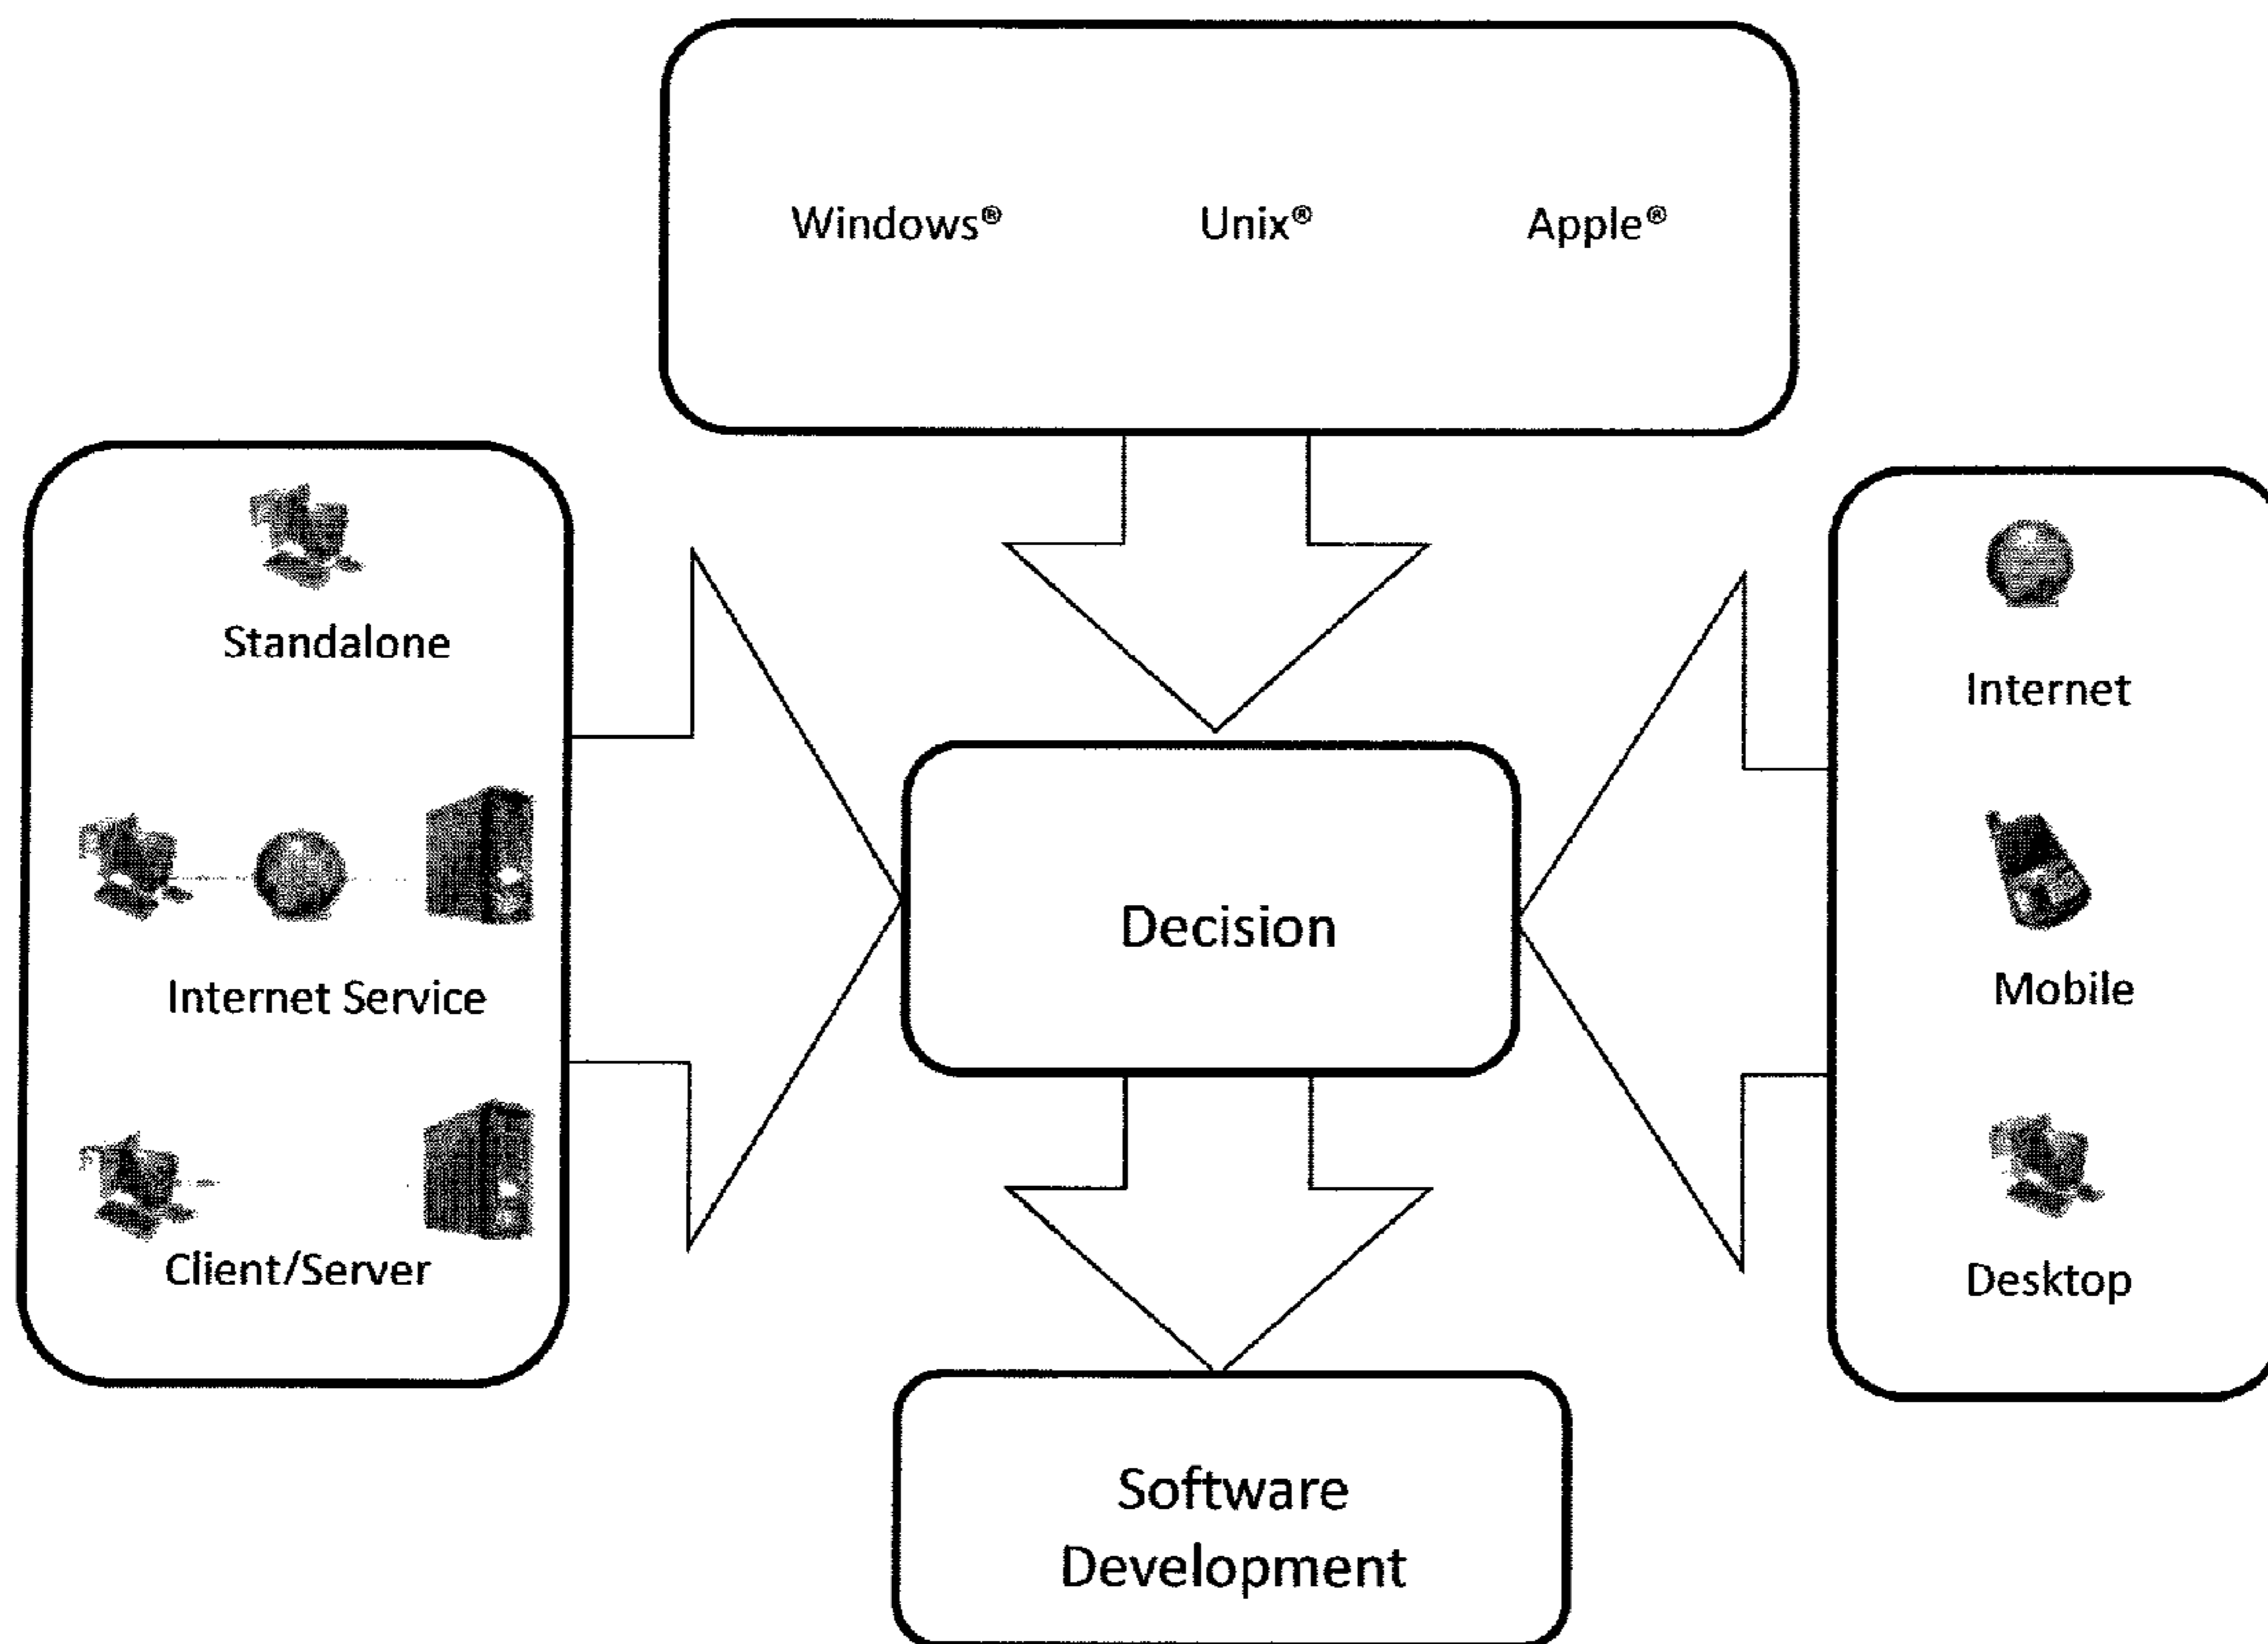 Windows® Unix® Apple®
Standalone
Internet Service
Client/Server
Decision
Internet
Mobile
Desktop
Software
Development